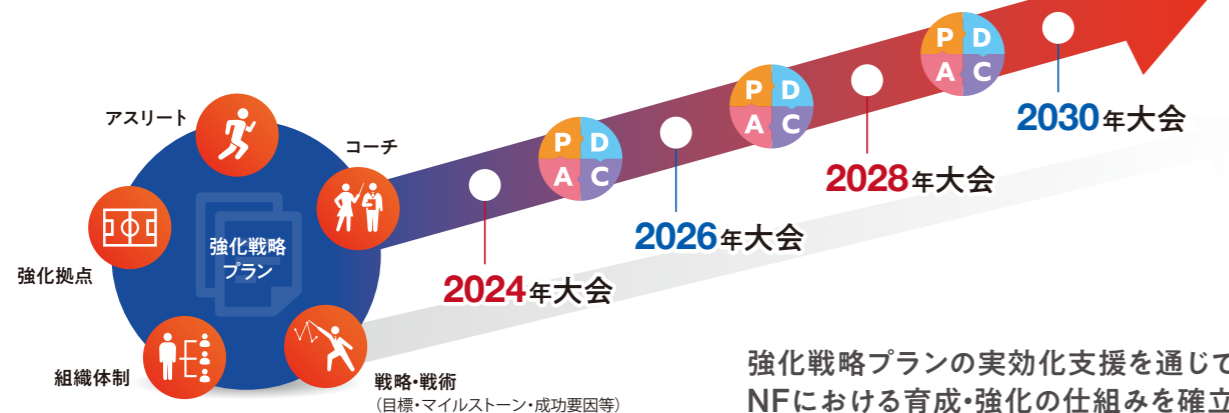 アスリート
コーチ
強化拠点
強化戦略
プラン
組織体制
戦略・戦術
(目標・マイルストーン・成功要因等)
P D
A C
P D
A C
P D
A C
2024年大会
2026年大会
2028年大会
2030年大会
強化戦略プランの実効化支援を通じて
NFにおける育成・強化の仕組みを確立